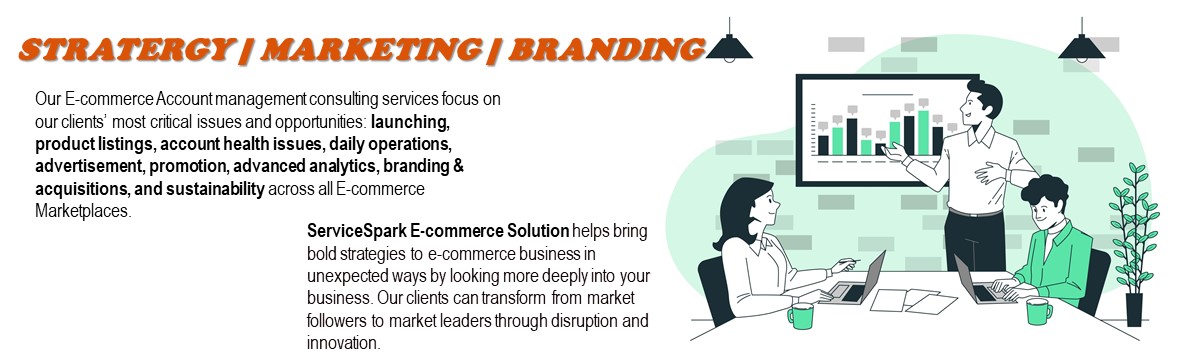 STRATERGY | MARKETING | BRANDING
Our E-commerce Account management consulting services focus on
our clients’ most critical issues and opportunities: launching,
product listings, account health issues, daily operations,
advertisement, promotion, advanced analytics, branding &
acquisitions, and sustainability across all E-commerce
Marketplaces.
ServiceSpark E-commerce Solution helps bring
bold strategies to e-commerce business in
unexpected ways by looking more deeply into your
business. Our clients can transform from market
followers to market leaders through disruption and
innovation.